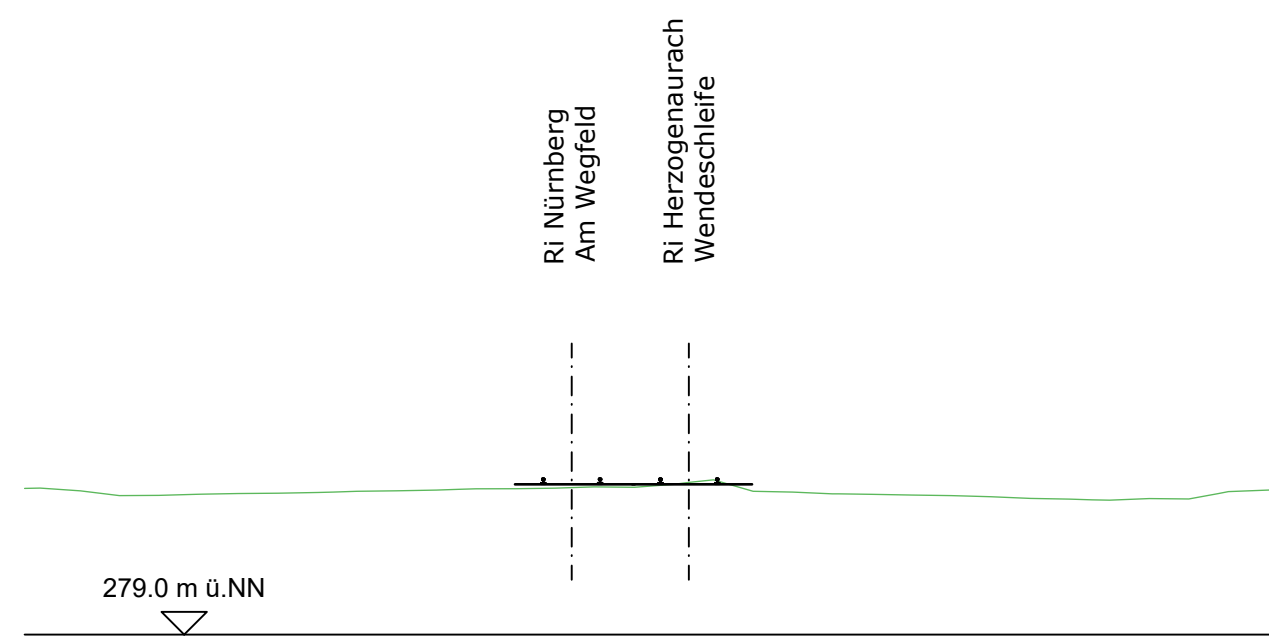 Ri Nürnberg
Am Wegfeld
Ri Herzogenaurach
Wendeschleife
279.0 m ü.NN